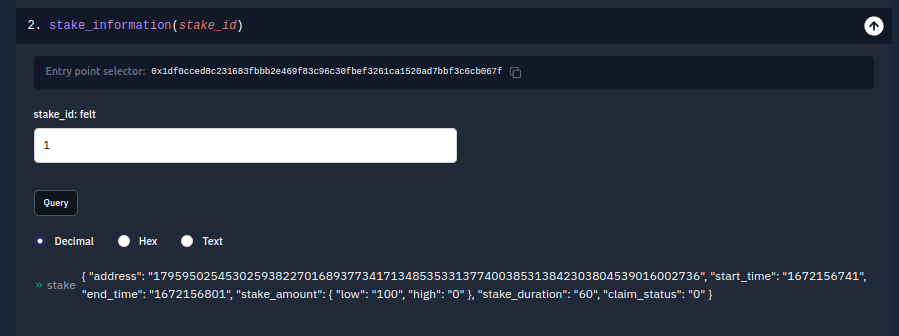 2. stake_information(stake_id)
Entry point selector: 0x1df0cced8c231683fbbb2e469f83c96c30fbef3261ca1520ad7bbf3c6cb067f
stake_id: felt
1
Query
Decimal Hex Text
» stake { "address": "1795950254530259382270168937734171348535331377400385313842303804539016002736", "start_time": "1672156741",
"end_time": "1672156801", "stake_amount": { "low": "100", "high": "0" }, "stake_duration": "60", "claim_status": "0" }